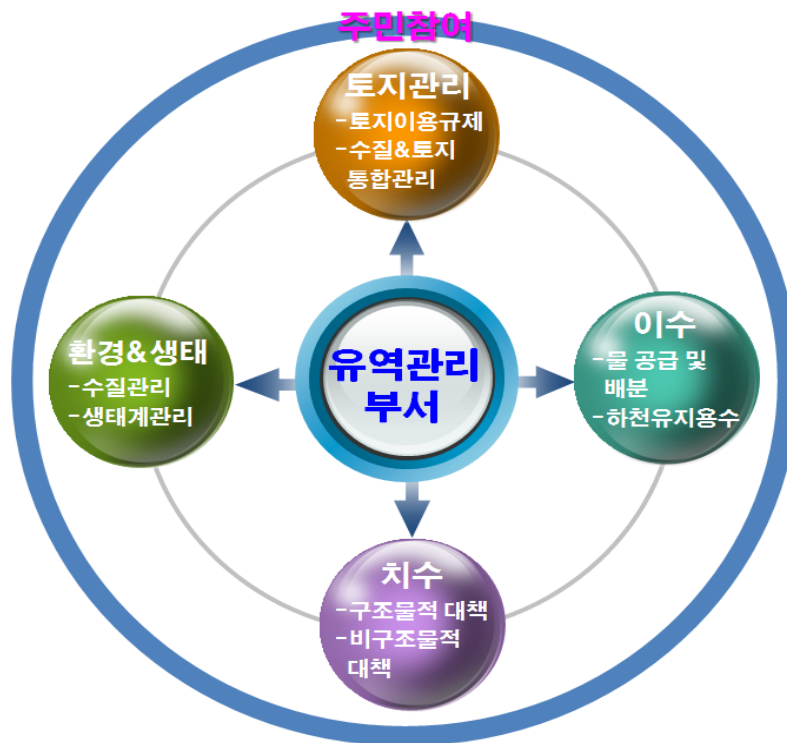 주민참여
토지관리
-토지이용규제
-수질&토지
통합관리
환경&생태
-수질관리
-생태계관리
유역관리
부서
이수
-물 공급 및
배분
-하천유지용수
치수
-구조물적 대책
-비구조물적
대책